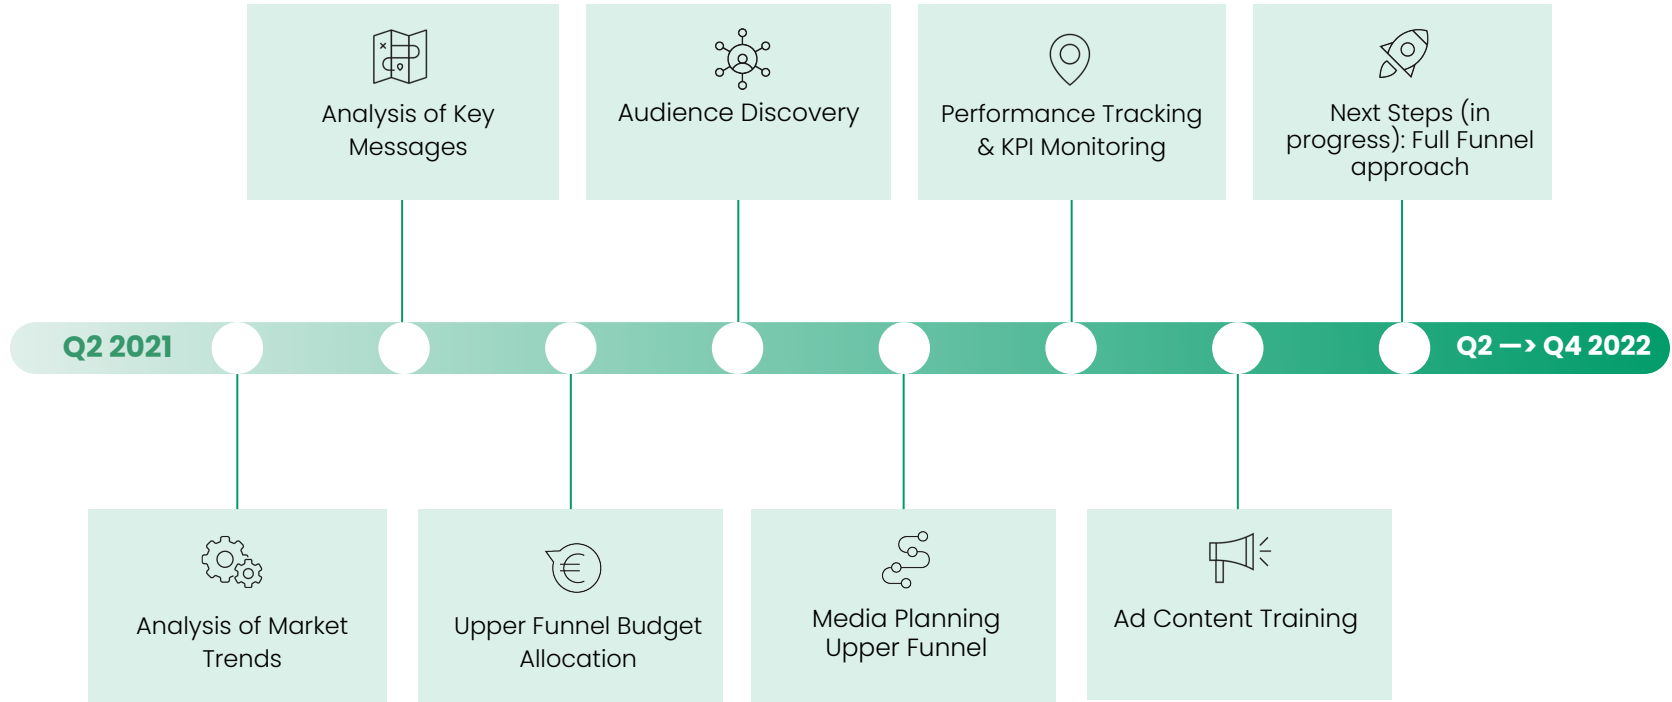 Analysis of Key
Messages
Audience Discovery
Performance Tracking
& KPI Monitoring
Next Steps (in
progress): Full Funnel
approach
Q2 2021
Q2 —> Q4 2022
Analysis of Market
Trends
Upper Funnel Budget
Allocation
Media Planning
Upper Funnel
Ad Content Training